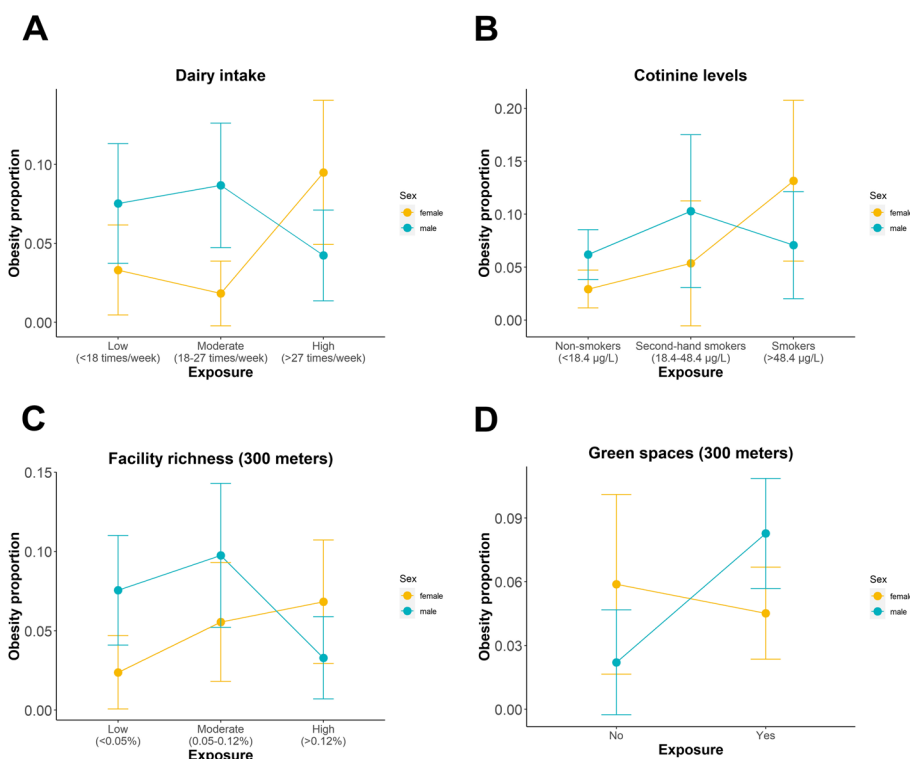 A
Dairy intake
Obesity proportion
0.10
0.05
0.00
Low
(<18 times/week)
Moderate
(18-27 times/week)
High
(>27 times/week)
Exposure
Sex
female
male
B
Cotinine levels
Obesity proportion
0.20
0.15
0.10
0.05
0.00
Non-smokers
(<18.4 µg/L)
Second-hand smokers
(18.4-48.4 µg/L)
Smokers
(>48.4 µg/L)
Exposure
Sex
female
male
C
Facility richness (300 meters)
Obesity proportion
0.15
0.10
0.05
0.00
Low
(<0.05%)
Moderate
(0.05-0.12%)
High
(>0.12%)
Exposure
Sex
female
male
D
Green spaces (300 meters)
Obesity proportion
0.09
0.06
0.03
0.00
No
Yes
Exposure
Sex
female
male